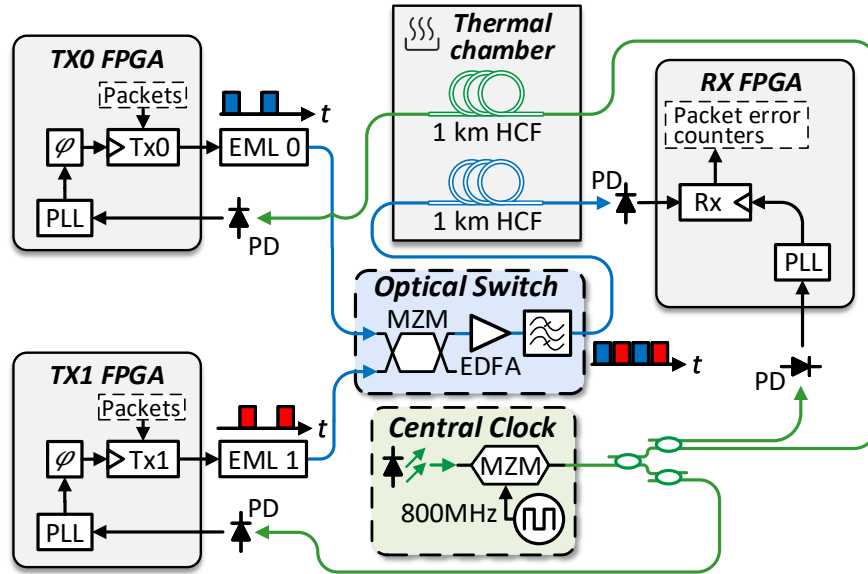 TX0 FPGA
Packets
φ
Tx0
PLL
t
EML 0
PD
Thermal
chamber
1 km HCF
1 km HCF
RX FPGA
Packet error
counters
PD
Rx
PLL
PD
Optical Switch
MZM
EDFA
t
TX1 FPGA
Packets
φ
Tx1
PLL
t
EML 1
PD
Central Clock
MZM
800MHz